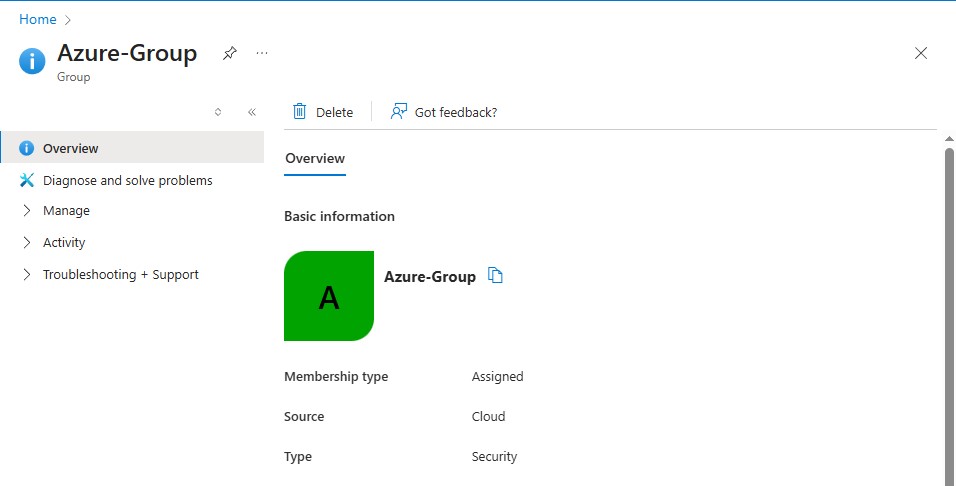 Home
Azure-Group
Group
Delete
Got feedback?
Overview
Diagnose and solve problems
Manage
Activity
Troubleshooting + Support
Overview
Basic information
A
Azure-Group
Membership type Assigned
Source Cloud
Type Security